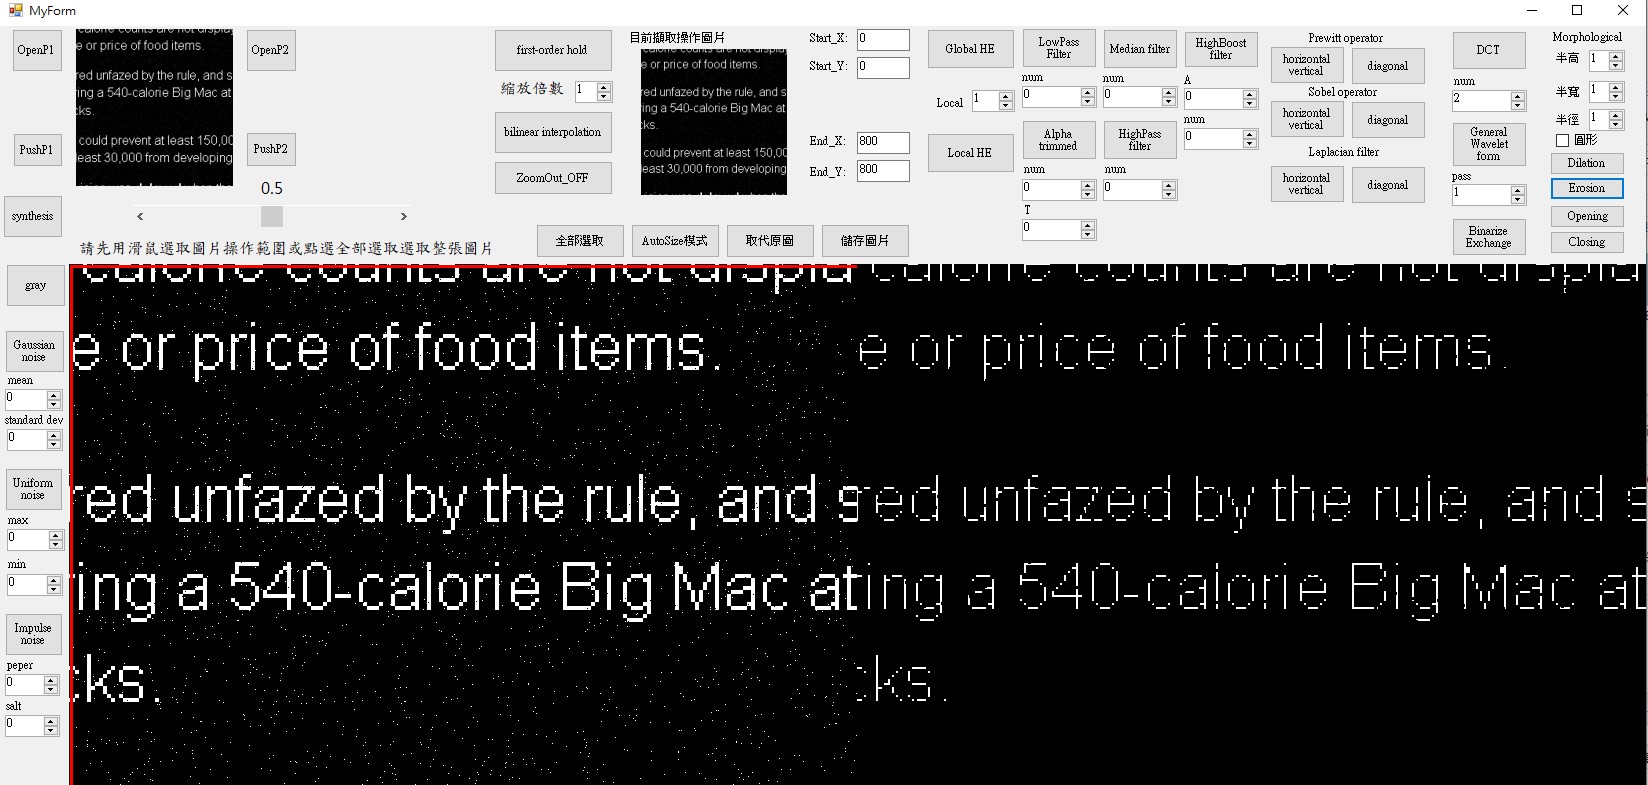 MyForm
OpenP1
calorie counts are not displa
e or price of food items.
red unfazed by the rule, and s
ring a 540-calorie Big Mac at
cks.
could prevent at least 150,00
least 30,000 from developing
OpenP2
PushP1
PushP2
synthesis
0.5
請先用滑鼠選取圖片操作範圍或點選全部選取選取整張圖片
first-order hold
縮放倍數 1
bilinear interpolation
ZoomOut_OFF
目前擷取操作圖片
calorie counts are not displa
e or price of food items.
red unfazed by the rule, and s
ring a 540-calorie Big Mac at
cks.
could prevent at least 150,00
least 30,000 from developing
全部選取 AutoSize模式 取代原圖 儲存圖片
Start_X: 0
Start_Y: 0
End_X: 800
End_Y: 800
Global HE
Local 1
Local HE
LowPass
Filter
num
0
Alpha
trimmed
num
0
T
0
Median filter
num
0
HighPass
filter
num
0
HighBoost
filter
A
0
num
0
Prewitt operator
horizontal
vertical
diagonal
Sobel operator
horizontal
vertical
diagonal
Laplacian filter
horizontal
vertical
diagonal
DCT
num
2
General
Wavelet
form
pass
1
Binarize
Exchange
Morphological
半高 1
半寬 1
半徑 1
圓形
Dilation
Erosion
Opening
Closing
gray
Gaussian
noise
mean
0
standard dev
0
Uniform
noise
max
0
min
0
Impulse
noise
peper
0
salt
0
calorie counts are not displa
e or price of food items.
red unfazed by the rule, and s
ing a 540-calorie Big Mac at
cks.
calorie counts are not displa
e or price of food items.
red unfazed by the rule, and s
ing a 540-calorie Big Mac at
cks.